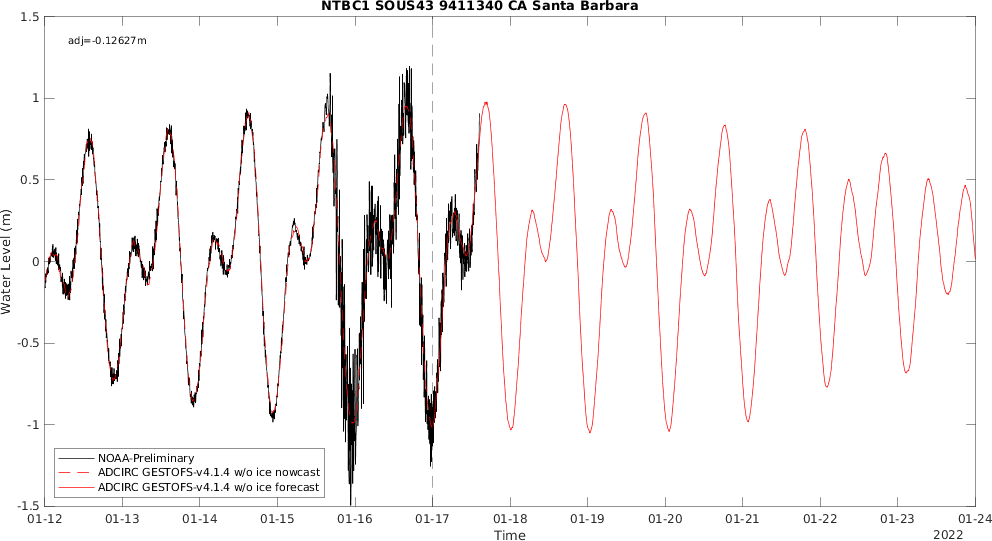 NTBC1 SOUS43 9411340 CA Santa Barbara
adj=-0.12627m
1.5
1
0.5
0
-0.5
-1
-1.5
Water Level (m)
NOAA-Preliminary
ADCIRC GESTOFS-v4.1.4 w/o ice nowcast
ADCIRC GESTOFS-v4.1.4 w/o ice forecast
01-12 01-13 01-14 01-15 01-16 01-17 01-18 01-19 01-20 01-21 01-22 01-23 01-24
Time
2022